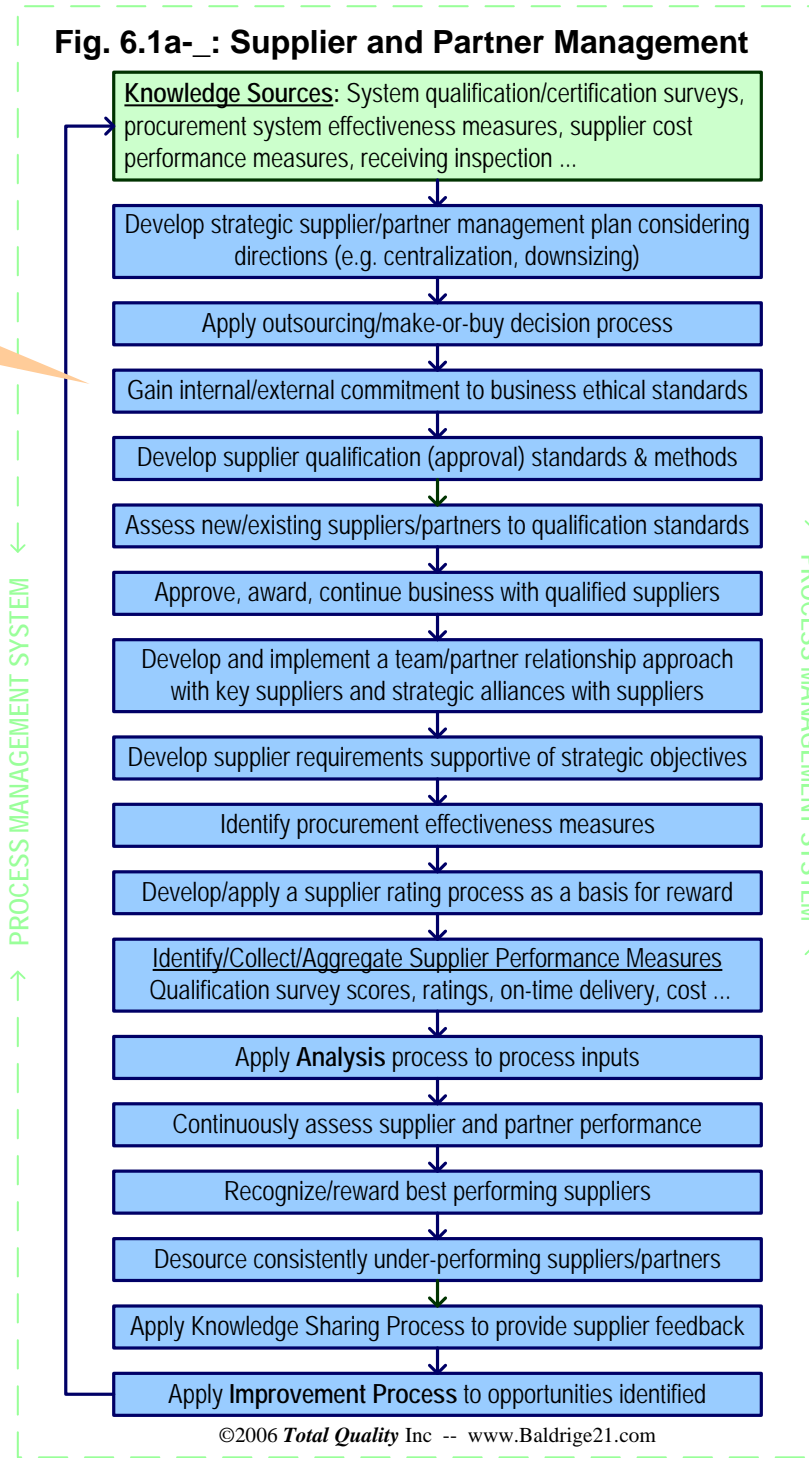 Fig. 6.1a-_: Supplier and Partner Management
Knowledge Sources: System qualification/certification surveys,
procurement system effectiveness measures, supplier cost
performance measures, receiving inspection ...
Develop strategic supplier/partner management plan considering
directions (e.g. centralization, downsizing)
Apply outsourcing/make-or-buy decision process
Gain internal/external commitment to business ethical standards
Develop supplier qualification (approval) standards & methods
Assess new/existing suppliers/partners to qualification standards
Approve, award, continue business with qualified suppliers
Develop and implement a team/partner relationship approach
with key suppliers and strategic alliances with suppliers
Develop supplier requirements supportive of strategic objectives
Identify procurement effectiveness measures
Develop/apply a supplier rating process as a basis for reward
Identify/Collect/Aggregate Supplier Performance Measures
Qualification survey scores, ratings, on-time delivery, cost ...
Apply Analysis process to process inputs
Continuously assess supplier and partner performance
Recognize/reward best performing suppliers
Desource consistently under-performing suppliers/partners
Apply Knowledge Sharing Process to provide supplier feedback
Apply Improvement Process to opportunities identified
©2006 Total Quality Inc -- www.Baldrige21.com
PROCESS MANAGEMENT SYSTEM
PROCESS MANAGEMENT SYSTEM